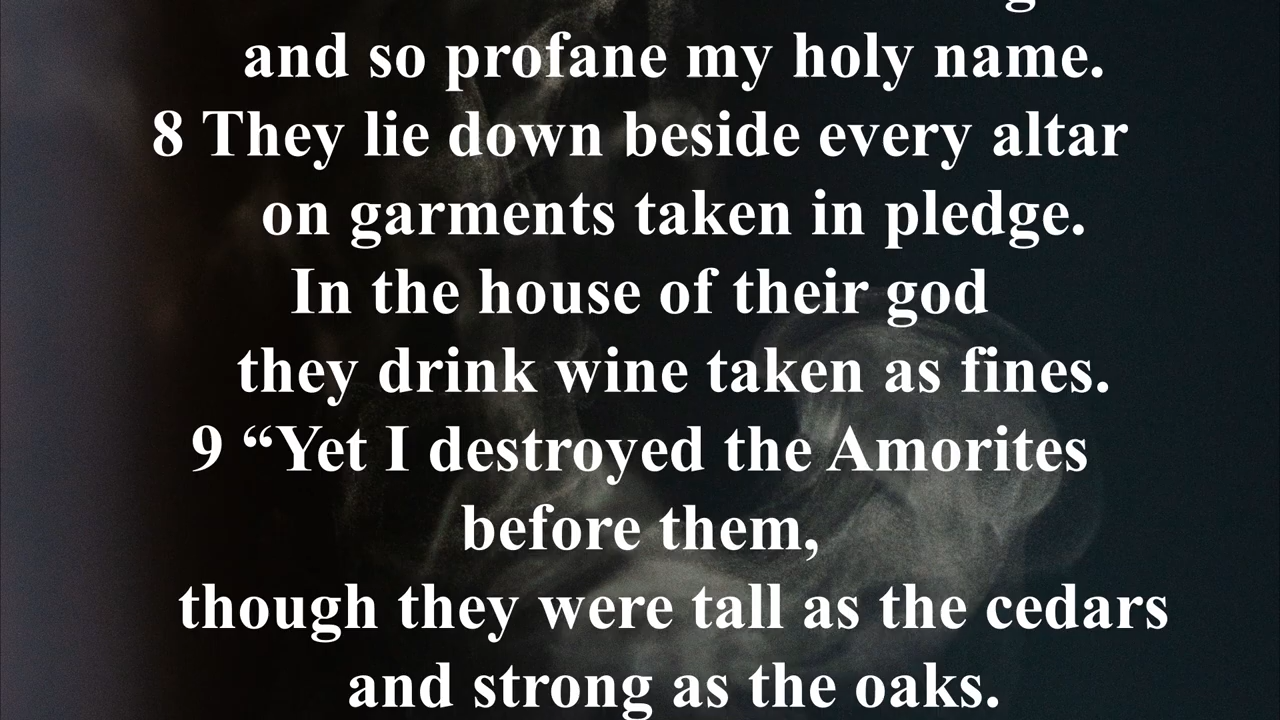 and so profane my holy name.
8 They lie down beside every altar
on garments taken in pledge.
In the house of their god
they drink wine taken as fines.
9 “Yet I destroyed the Amorites
before them,
though they were tall as the cedars
and strong as the oaks.